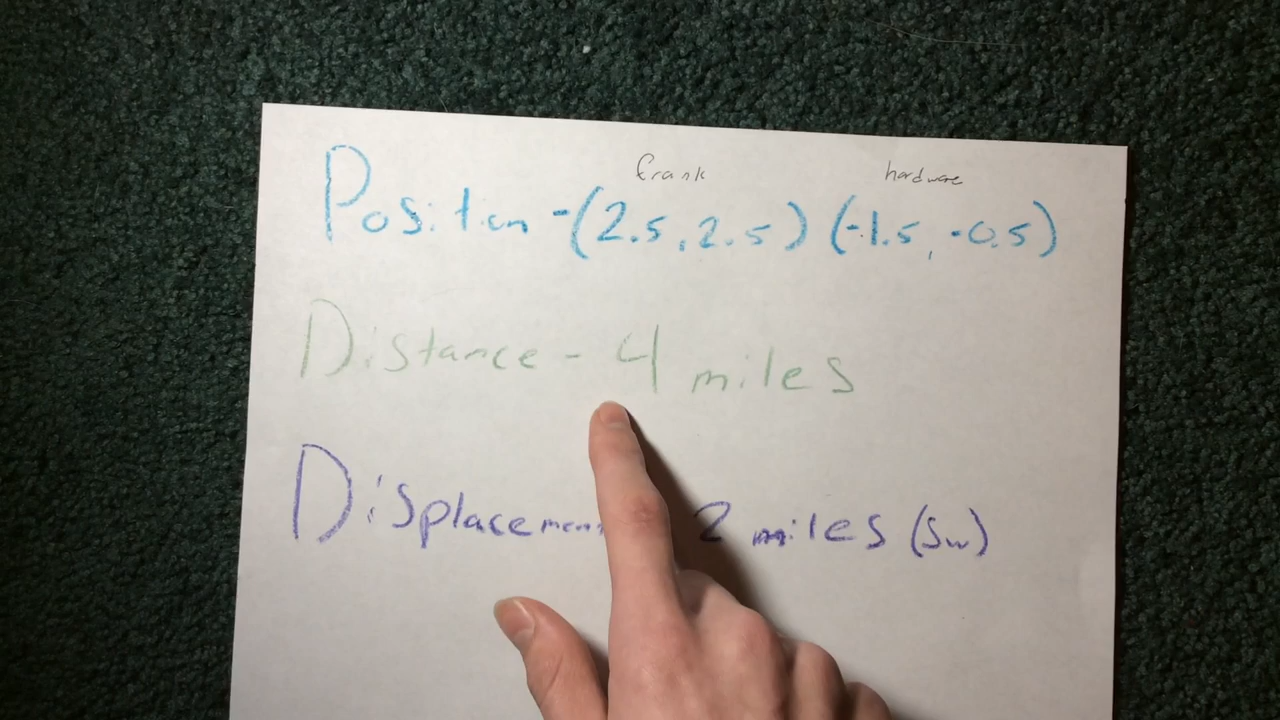 frank hardware
Position - (2.5, 2.5) (-1.5, -0.5)
Distance - 4 miles
Displacement 2 miles (SW)